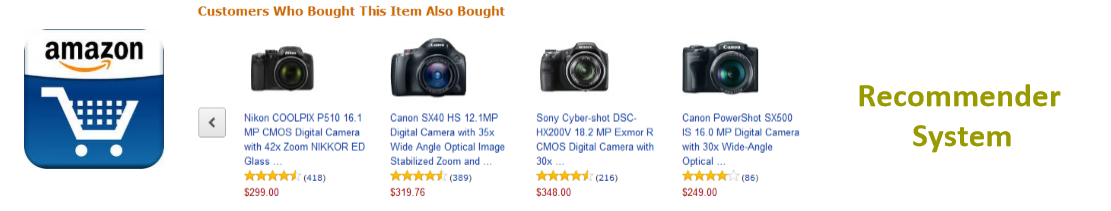 Customers Who Bought This Item Also Bought
amazon
Nikon COOLPIX P510 16.1
MP CMOS Digital Camera
with 42x Zoom NIKKOR ED
Glass ...
(418)
$299.00
Canon SX40 HS 12.1MP
Digital Camera with 35x
Wide Angle Optical Image
Stabilized Zoom and ...
(389)
$319.76
Sony Cyber-shot DSC-
HX200V 18.2 MP Exmor R
CMOS Digital Camera with
30x ...
(216)
$348.00
Canon PowerShot SX500
IS 16.0 MP Digital Camera
with 30x Wide-Angle
Optical ...
(86)
$249.00
Recommender
System